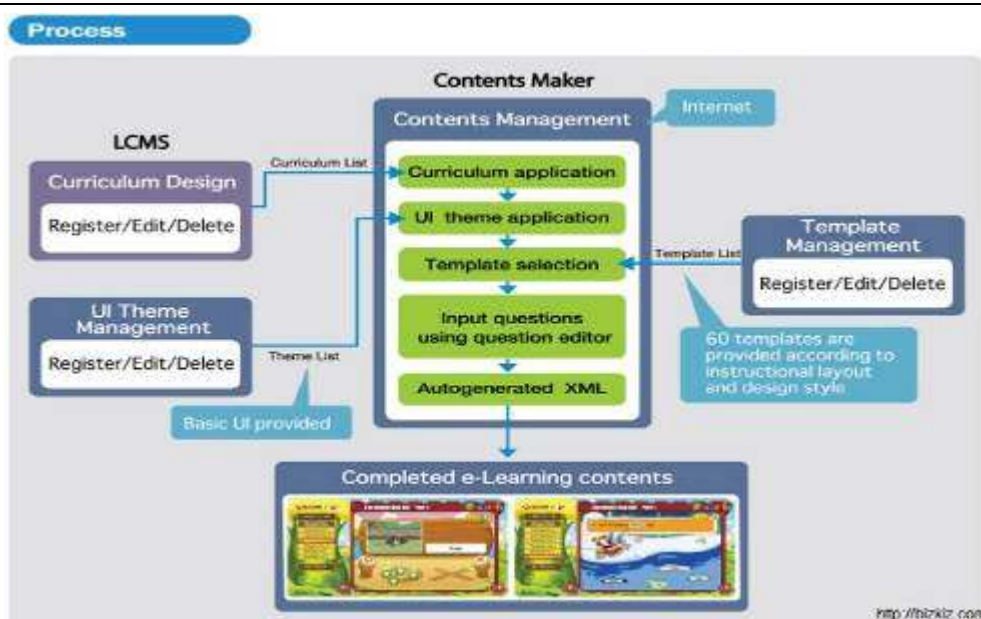 Process
Contents Maker
Internet
Contents Management
LCMS
Curriculum List
Curriculum Design
Register/Edit/Delete
Curriculum application
UI theme application
Template selection
Input questions
using question editor
Autogenerated XML
Template List
Template
Management
Register/Edit/Delete
UI Theme
Management
Register/Edit/Delete
Theme List
Basic UI provided
60 templates are
provided according to
instructional layout
and design style
Completed e-Learning contents
http://bizkiz.com